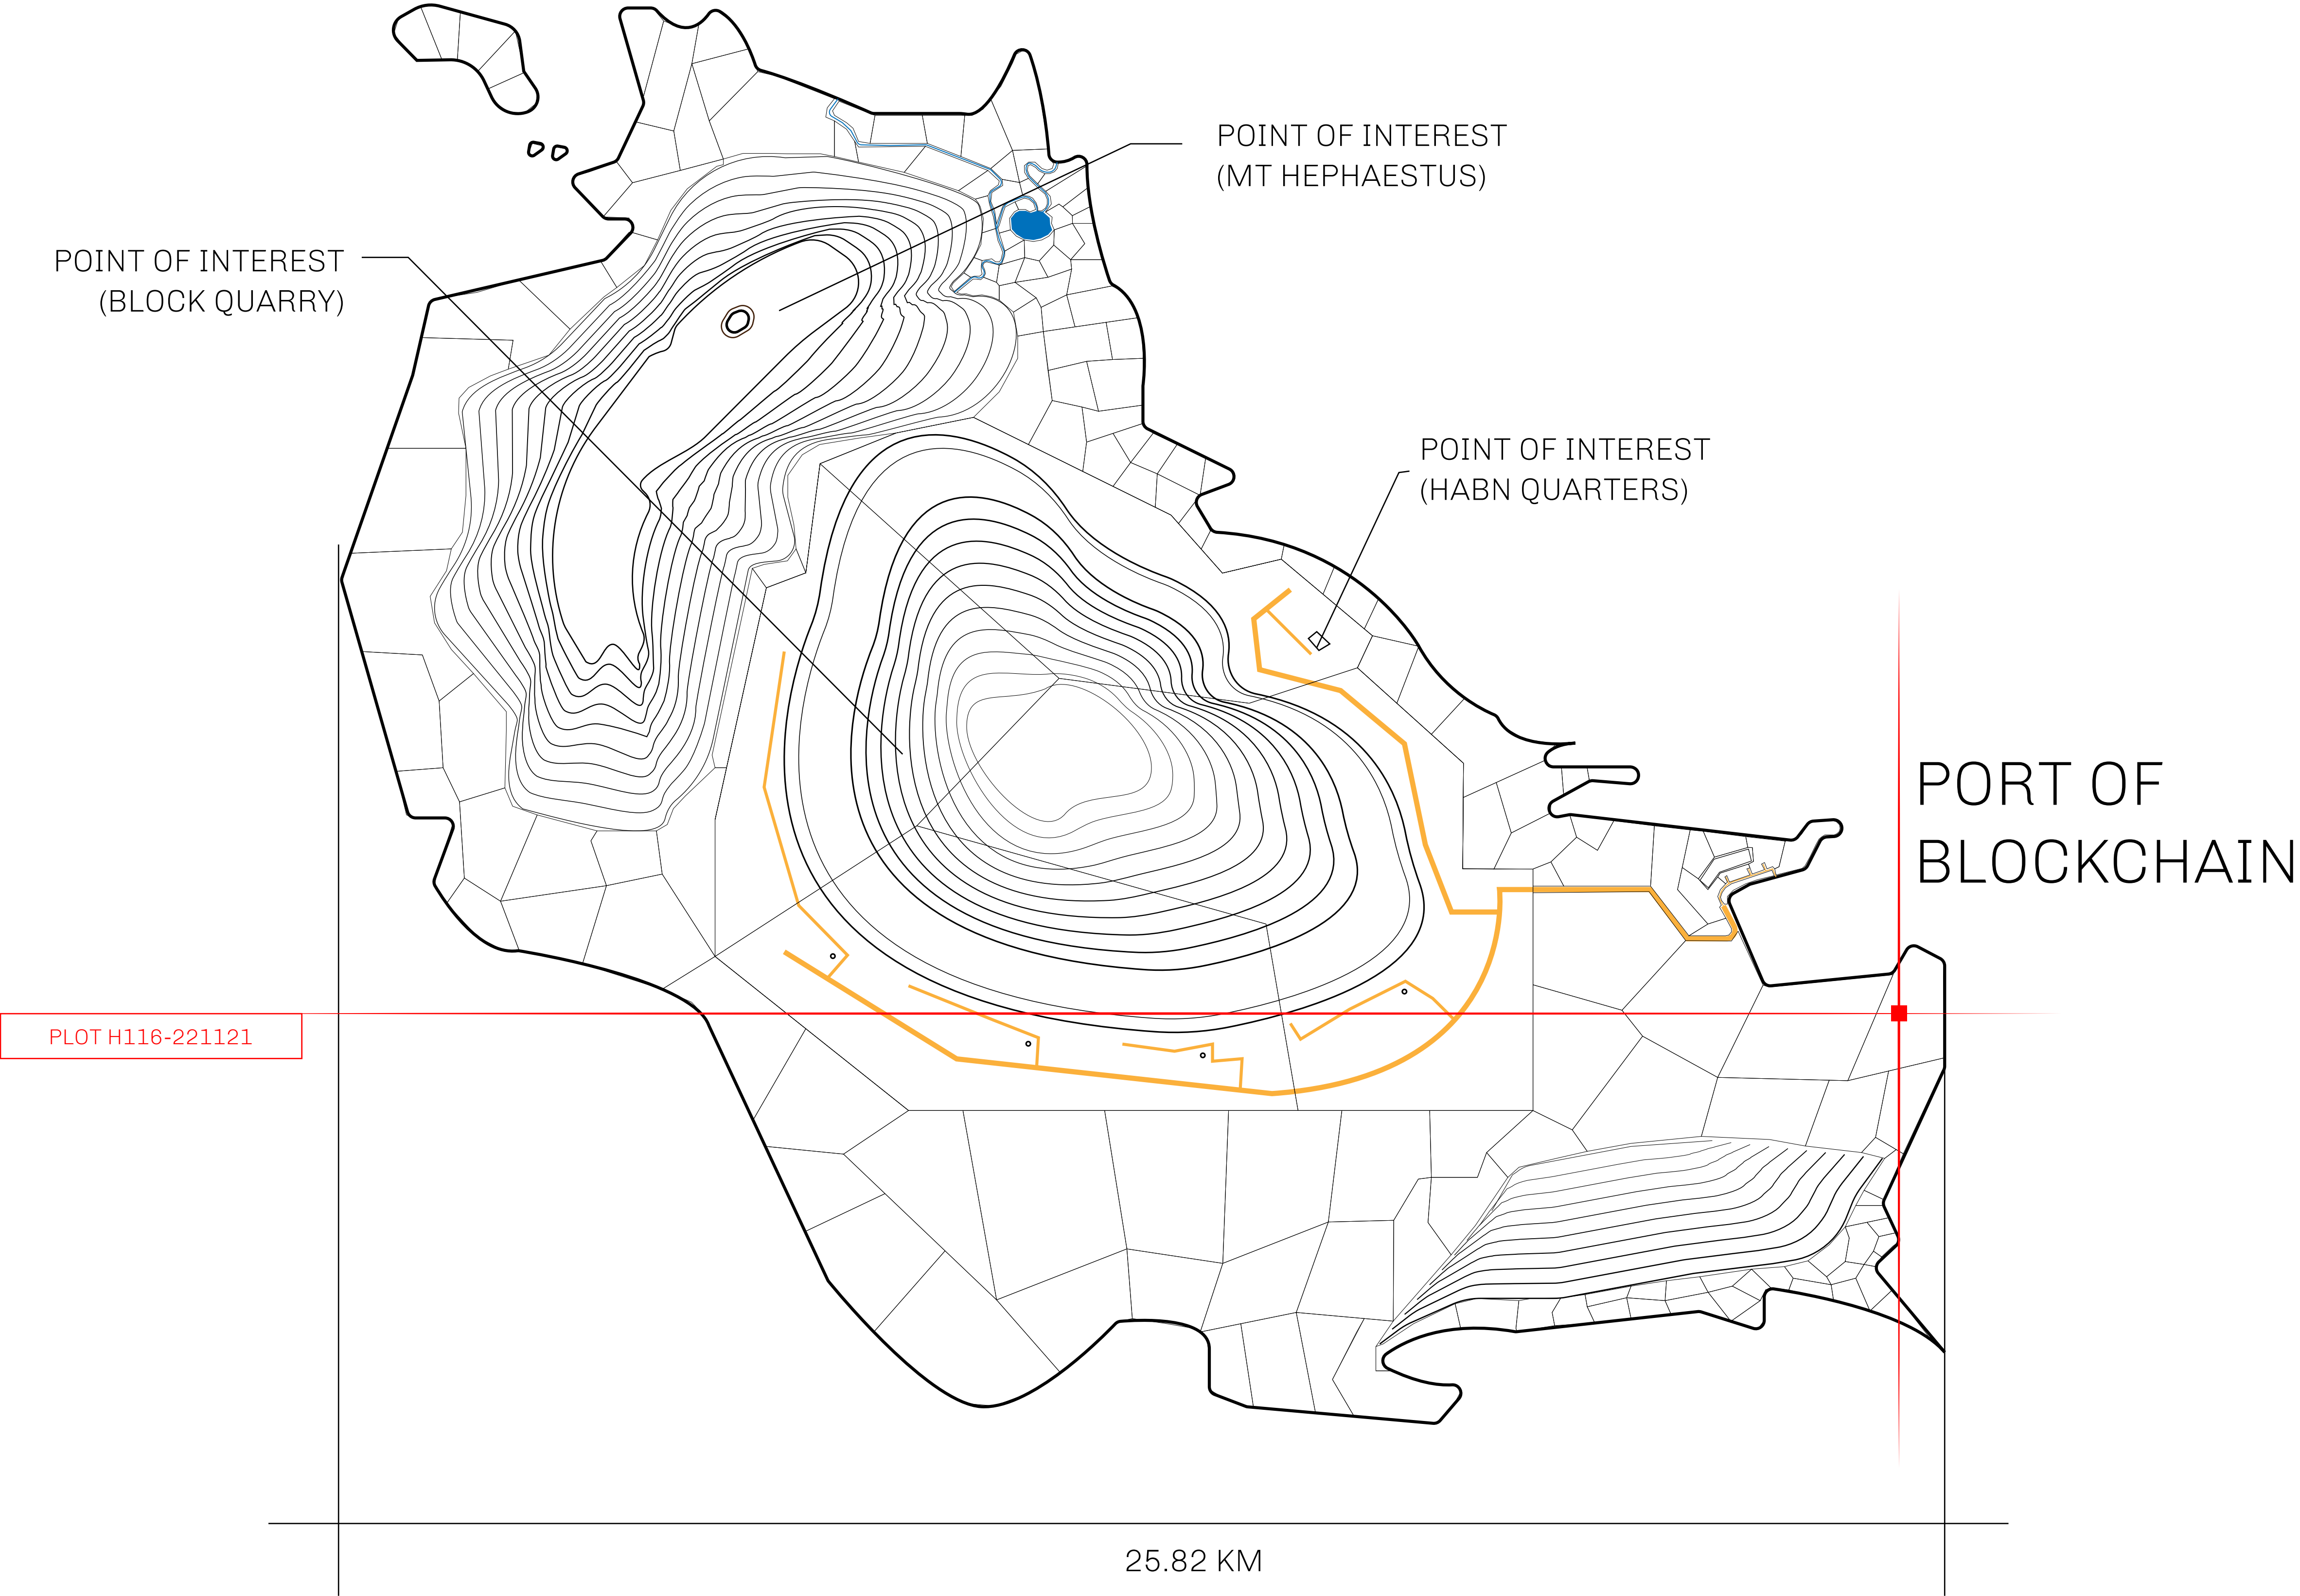 POINT OF INTEREST
(MT HEPHAESTUS)
POINT OF INTEREST
(BLOCK QUARRY)
POINT OF INTEREST
(HABN QUARTERS)
PORT OF
BLOCKCHAIN
PLOT H116-221121
25.82 KM